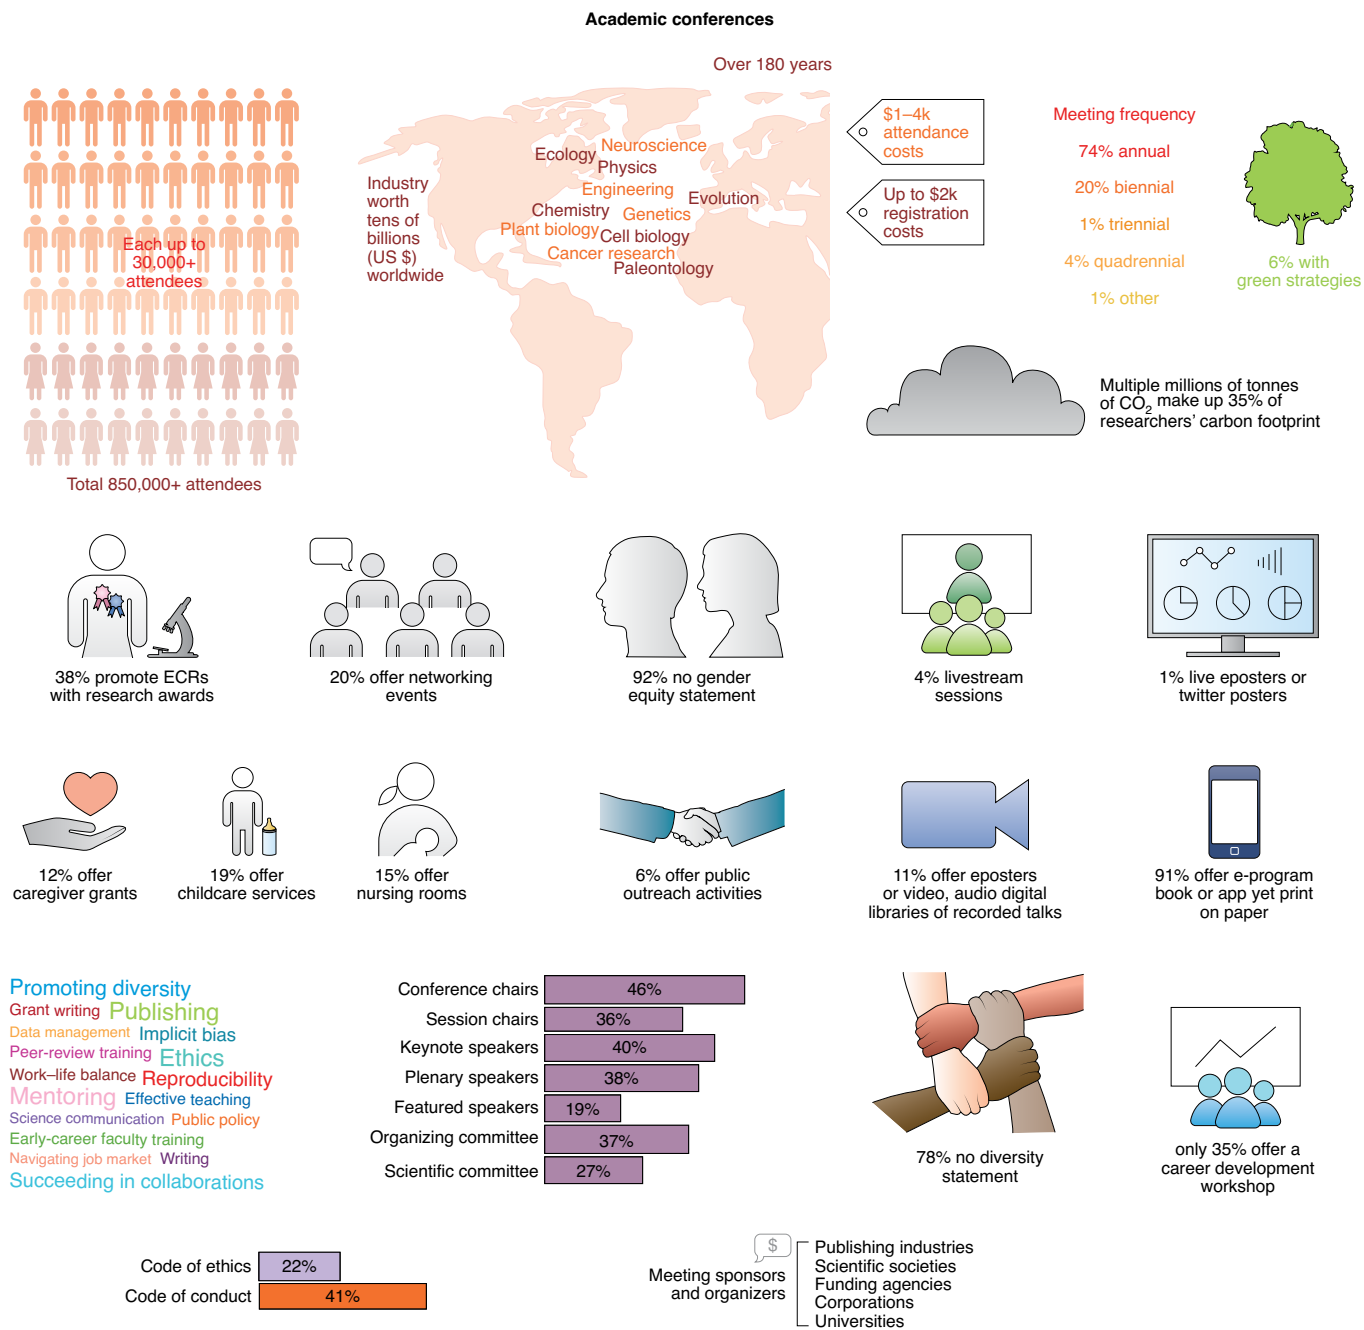 Academic conferences
Over 180 years
Each up to
30,000+
attendees
Total 850,000+ attendees
Industry
worth
tens of
billions
(US $)
worldwide
Neuroscience
Ecology
Physics
Engineering
Evolution
Chemistry
Genetics
Plant biology
Cell biology
Cancer research
Paleontology
$1–4k
attendance
costs
Up to $2k
registration
costs
Meeting frequency
74% annual
20% biennial
1% triennial
4% quadrennial
1% other
6% with
green strategies
Multiple millions of tonnes
of CO2 make up 35% of
researchers' carbon footprint
38% promote ECRs
with research awards
20% offer networking
events
92% no gender
equity statement
4% livestream
sessions
1% live eposters or
twitter posters
12% offer
caregiver grants
19% offer
childcare services
15% offer
nursing rooms
6% offer public
outreach activities
11% offer eposters
or video, audio digital
libraries of recorded talks
91% offer e-program
book or app yet print
on paper
Promoting diversity
Grant writing Publishing
Data management Implicit bias
Peer-review training Ethics
Work–life balance Reproducibility
Mentoring Effective teaching
Science communication Public policy
Early-career faculty training
Navigating job market Writing
Succeeding in collaborations
Conference chairs 46%
Session chairs 36%
Keynote speakers 40%
Plenary speakers 38%
Featured speakers 19%
Organizing committee 37%
Scientific committee 27%
78% no diversity
statement
only 35% offer a
career development
workshop
Code of ethics 22%
Code of conduct 41%
$
Meeting sponsors
and organizers
Publishing industries
Scientific societies
Funding agencies
Corporations
Universities